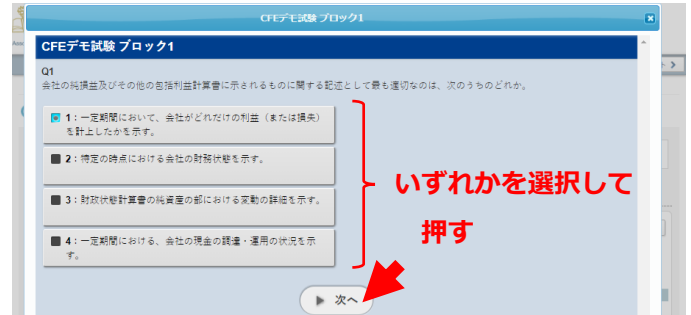 CFEデモ試験 ブロック1
CFEデモ試験 ブロック1
Q1
会社の純損益及びその他の包括利益計算書に示されるものに関する記述として最も適切なのは、次のうちのどれか。
1：一定期間において、会社がどれだけの利益（または損失）
を計上したかを示す。
2：特定の時点における会社の財務状態を示す。
3：財政状態計算書の純資産の部における変動の詳細を示す。
4：一定期間における、会社の現金の調達・運用の状況を示
す。
いずれかを選択して
押す
次へ